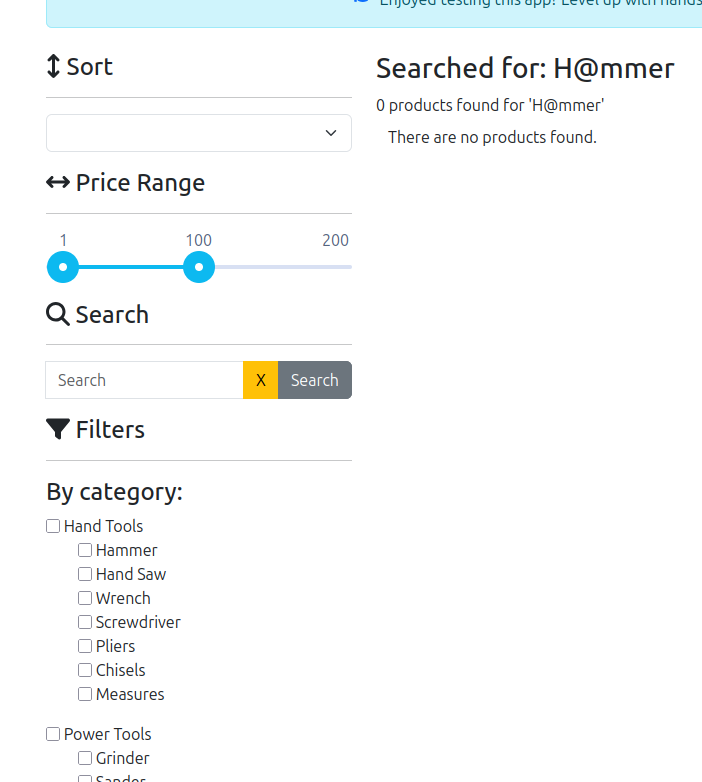 Enjoyed testing this app? Level up with hands
Sort
Price Range
1 100 200
Search
Search X Search
Filters
By category:
Hand Tools
Hammer
Hand Saw
Wrench
Screwdriver
Pliers
Chisels
Measures
Power Tools
Grinder
Sander
Searched for: H@mmer
0 products found for 'H@mmer'
There are no products found.